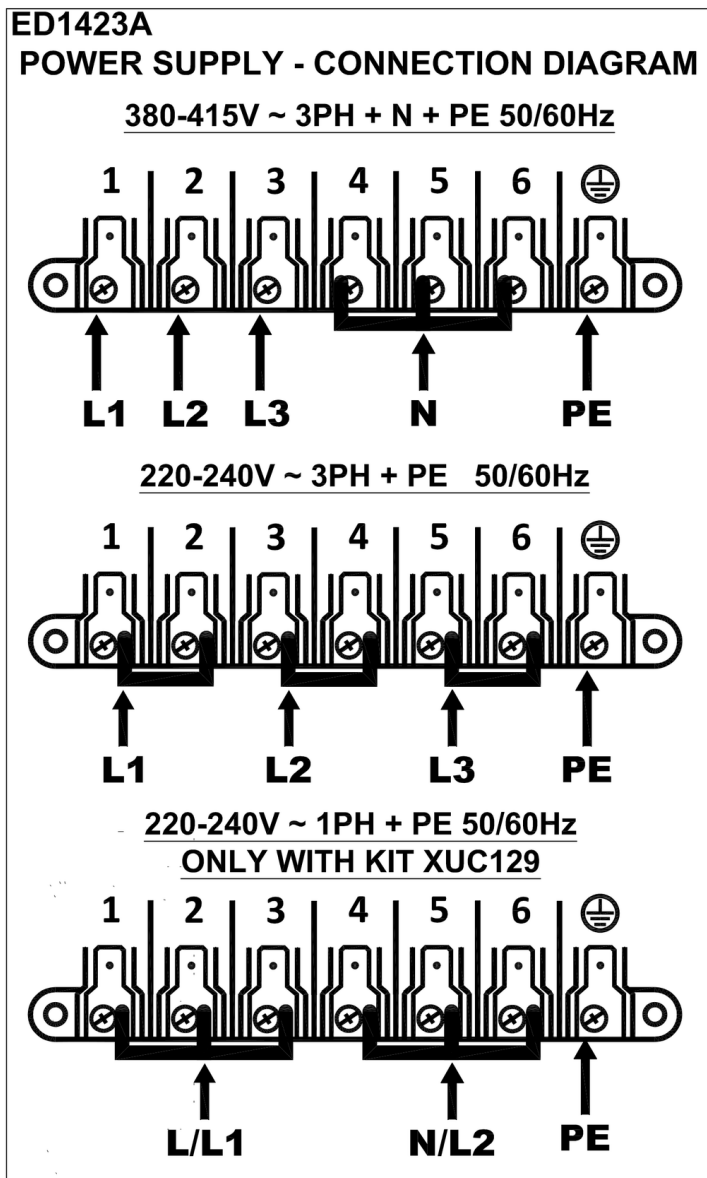 ED1423A
POWER SUPPLY - CONNECTION DIAGRAM
380-415V ~ 3PH + N + PE 50/60Hz
1 2 3 4 5 6
L1 L2 L3 N PE
220-240V ~ 3PH + PE 50/60Hz
1 2 3 4 5 6
L1 L2 L3 PE
220-240V ~ 1PH + PE 50/60Hz
ONLY WITH KIT XUC129
1 2 3 4 5 6
L/L1 N/L2 PE